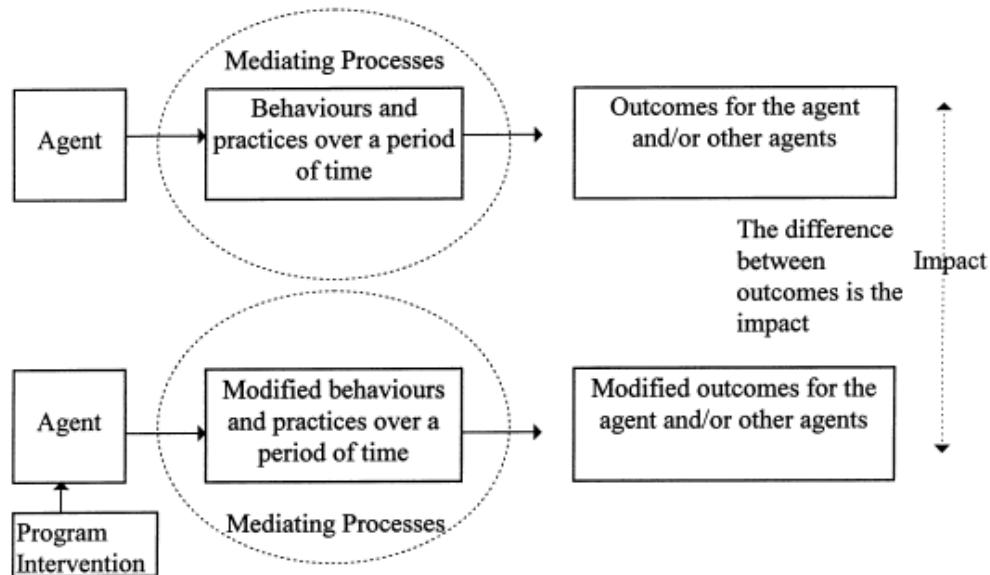 Mediating Processes
Agent
Behaviours and
practices over a period
of time
Outcomes for the agent
and/or other agents
The difference
between
outcomes is the
impact
Impact
Agent
Modified behaviours
and practices over a
period of time
Modified outcomes for the
agent and/or other agents
Mediating Processes
Program
Intervention